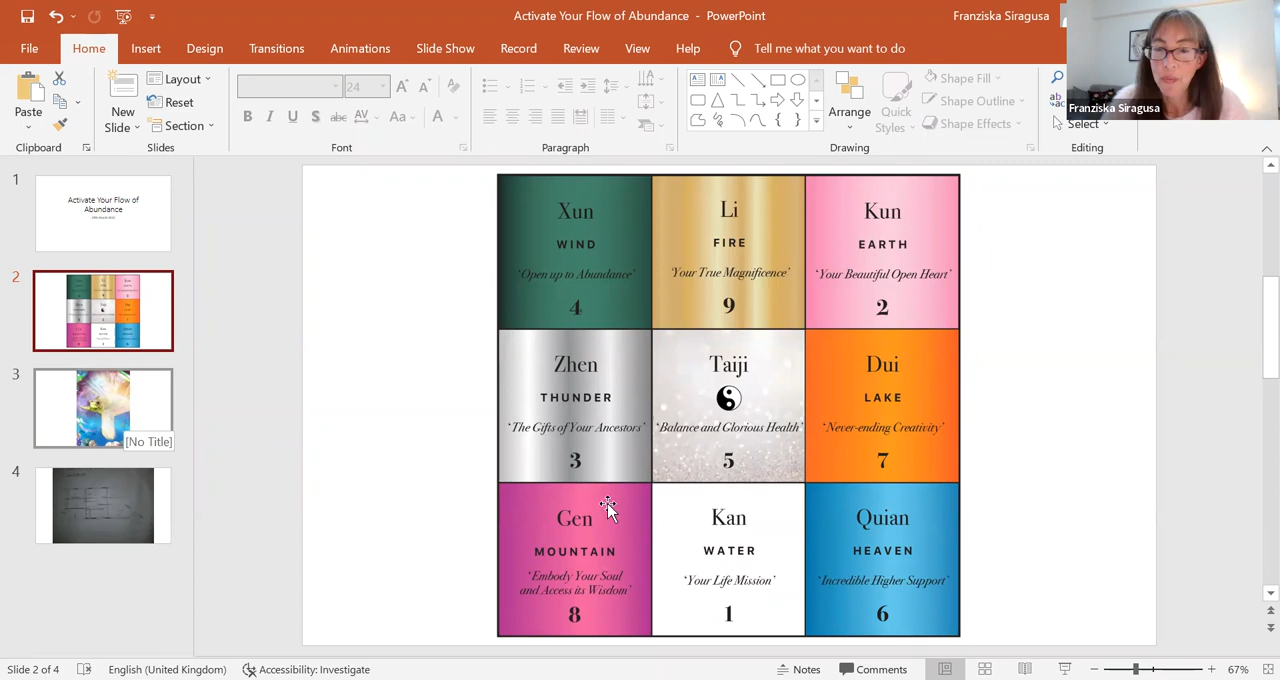 Activate Your Flow of Abundance - PowerPoint
Franziska Siragusa
File Home Insert Design Transitions Animations Slide Show Record Review View Help Tell me what you want to do
Paste
Clipboard
New
Slide
Layout
Reset
Section
Slides
24
B I U S abc AV Aa A
Font
Paragraph
Arrange
Quick
Styles
Shape Fill
Shape Outline
Shape Effects
Drawing
Select
Editing
Franziska Siragusa
1
Activate Your Flow of
Abundance
2
3
[No Title]
4
Xun
WIND
'Open up to Abundance'
4
Li
FIRE
'Your True Magnificence'
9
Kun
EARTH
'Your Beautiful Open Heart'
2
Zhen
THUNDER
'The Gifts of Your Ancestors'
3
Taiji
'Balance and Glorious Health'
5
Dui
LAKE
'Never-ending Creativity'
7
Gen
MOUNTAIN
'Embody Your Soul
and Access its Wisdom'
8
Kan
WATER
'Your Life Mission'
1
Quian
HEAVEN
'Incredible Higher Support'
6
Slide 2 of 4 English (United Kingdom) Accessibility: Investigate Notes Comments 67%